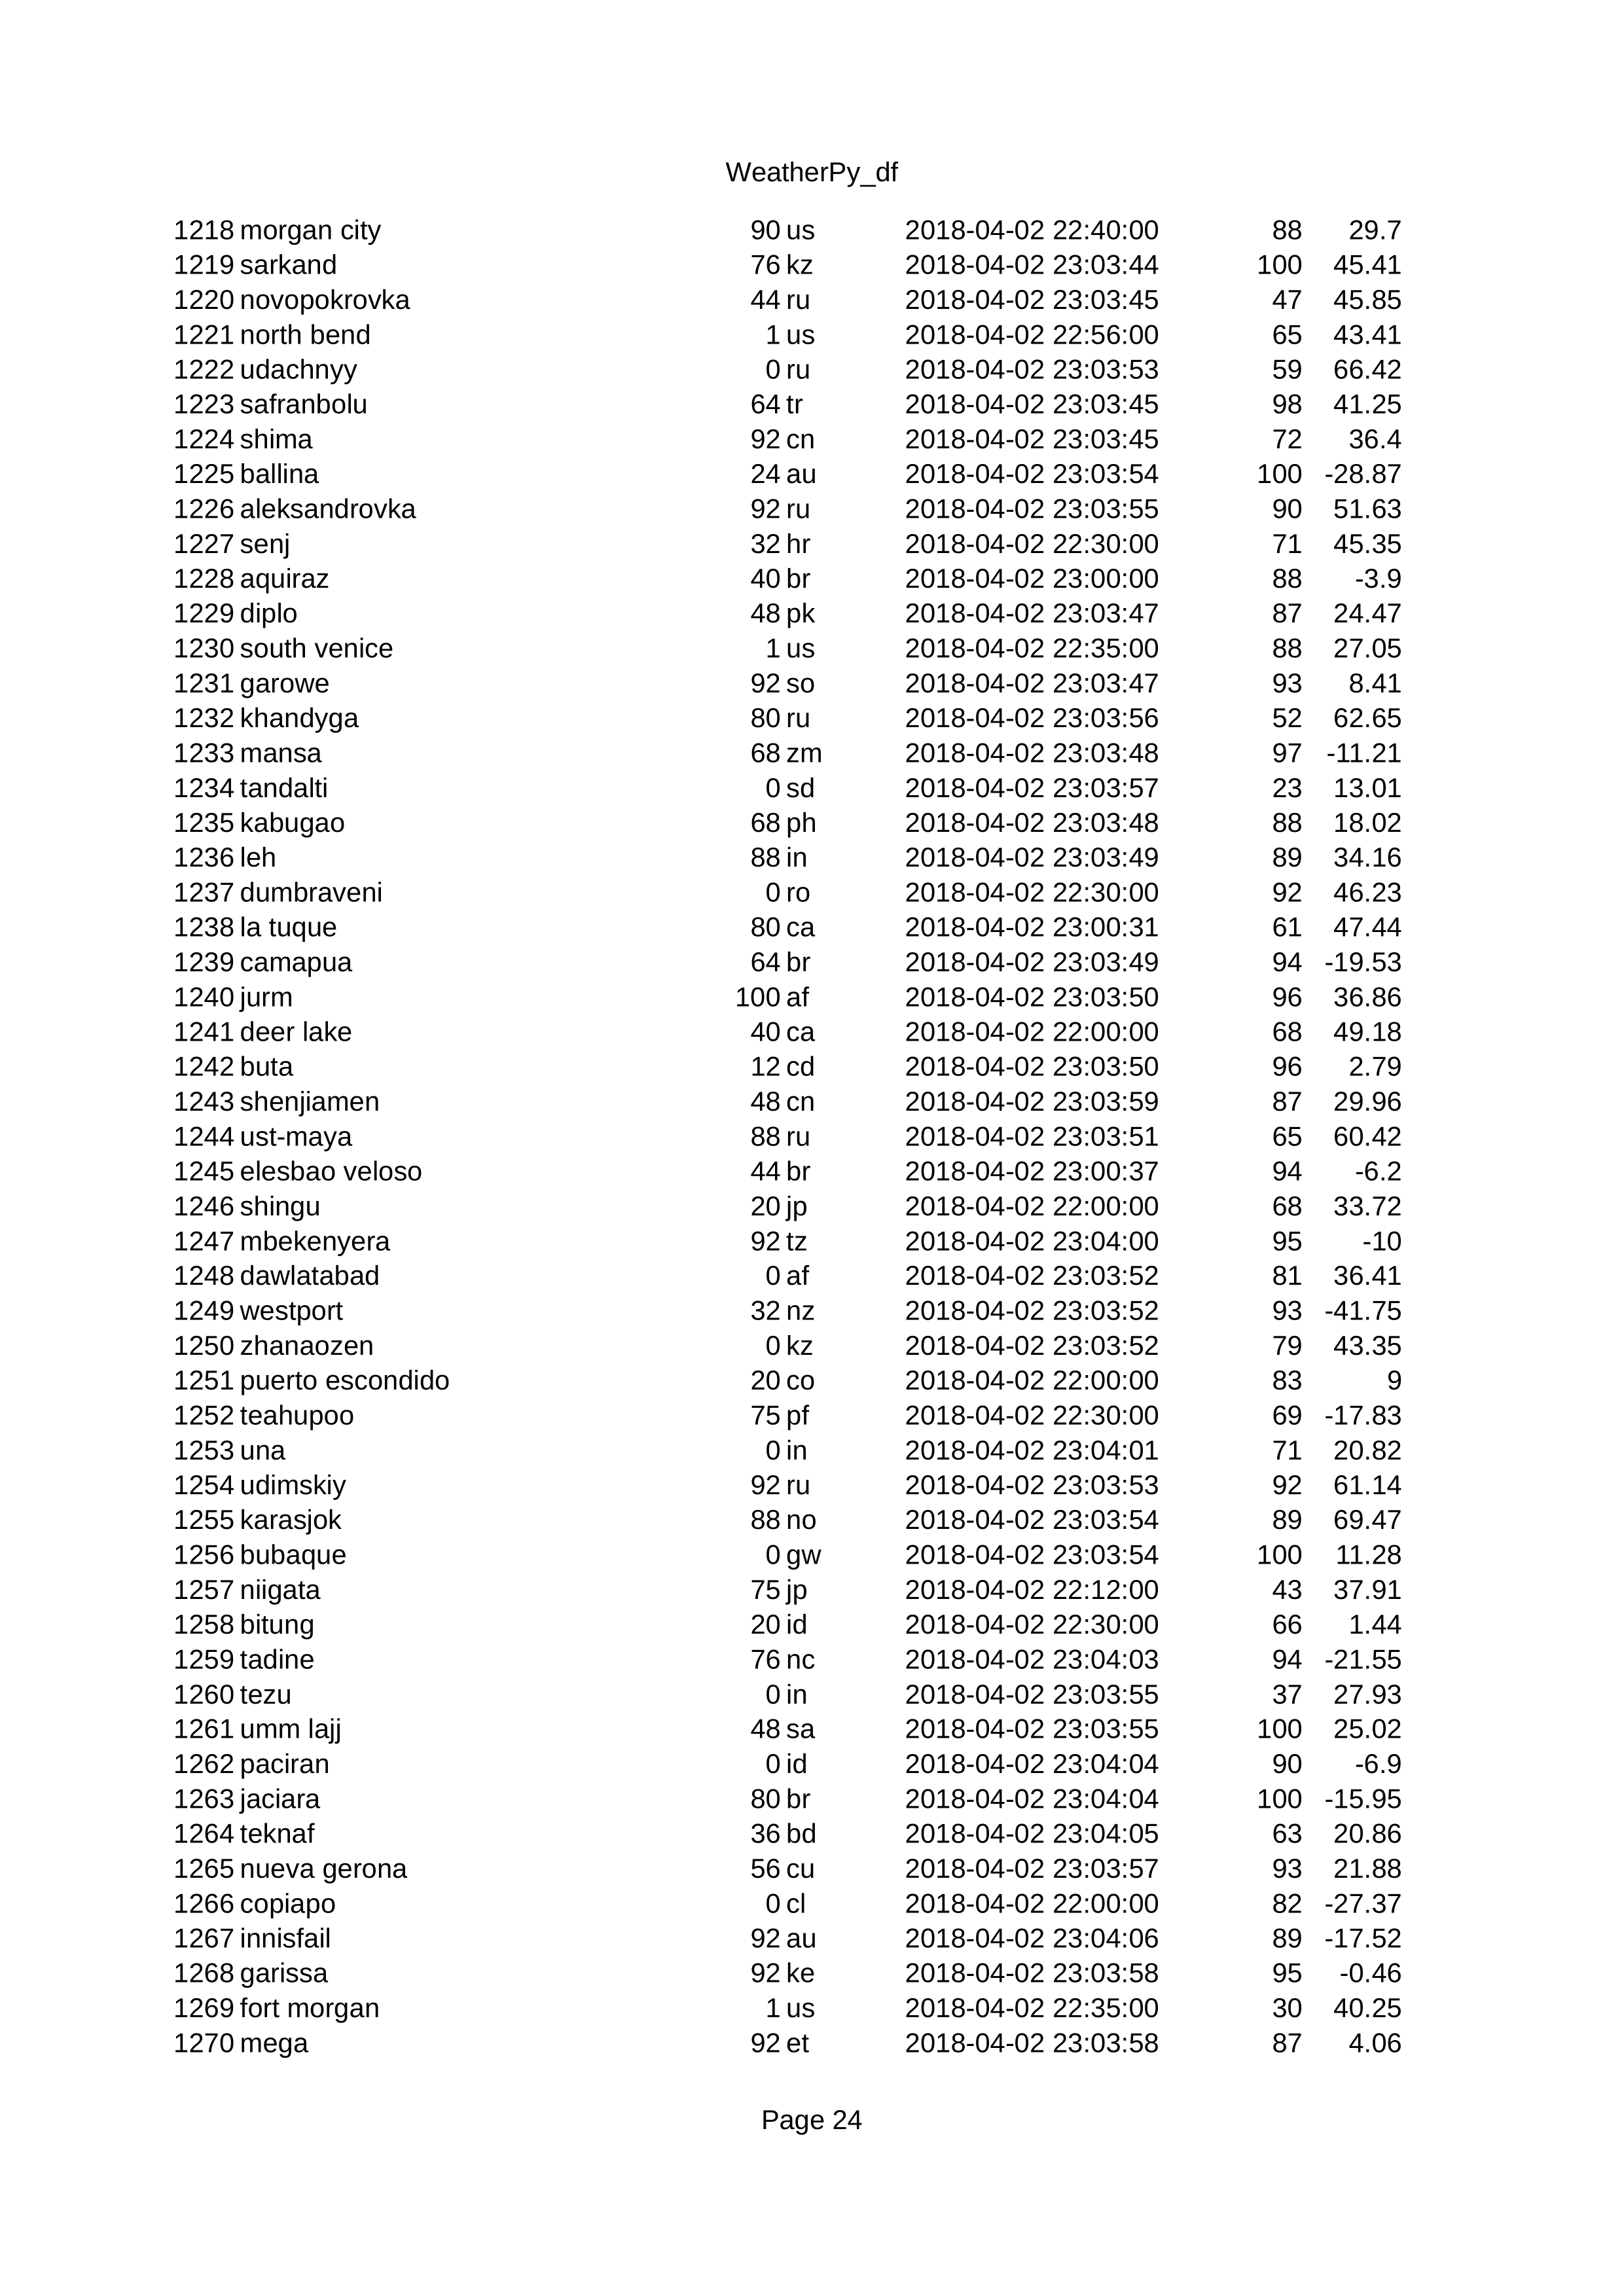 WeatherPy_df
1218 morgan city 90 us 2018-04-02 22:40:00 88 29.7
1219 sarkand 76 kz 2018-04-02 23:03:44 100 45.41
1220 novopokrovka 44 ru 2018-04-02 23:03:45 47 45.85
1221 north bend 1 us 2018-04-02 22:56:00 65 43.41
1222 udachnyy 0 ru 2018-04-02 23:03:53 59 66.42
1223 safranbolu 64 tr 2018-04-02 23:03:45 98 41.25
1224 shima 92 cn 2018-04-02 23:03:45 72 36.4
1225 ballina 24 au 2018-04-02 23:03:54 100 -28.87
1226 aleksandrovka 92 ru 2018-04-02 23:03:55 90 51.63
1227 senj 32 hr 2018-04-02 22:30:00 71 45.35
1228 aquiraz 40 br 2018-04-02 23:00:00 88 -3.9
1229 diplo 48 pk 2018-04-02 23:03:47 87 24.47
1230 south venice 1 us 2018-04-02 22:35:00 88 27.05
1231 garowe 92 so 2018-04-02 23:03:47 93 8.41
1232 khandyga 80 ru 2018-04-02 23:03:56 52 62.65
1233 mansa 68 zm 2018-04-02 23:03:48 97 -11.21
1234 tandalti 0 sd 2018-04-02 23:03:57 23 13.01
1235 kabugao 68 ph 2018-04-02 23:03:48 88 18.02
1236 leh 88 in 2018-04-02 23:03:49 89 34.16
1237 dumbraveni 0 ro 2018-04-02 22:30:00 92 46.23
1238 la tuque 80 ca 2018-04-02 23:00:31 61 47.44
1239 camapua 64 br 2018-04-02 23:03:49 94 -19.53
1240 jurm 100 af 2018-04-02 23:03:50 96 36.86
1241 deer lake 40 ca 2018-04-02 22:00:00 68 49.18
1242 buta 12 cd 2018-04-02 23:03:50 96 2.79
1243 shenjiamen 48 cn 2018-04-02 23:03:59 87 29.96
1244 ust-maya 88 ru 2018-04-02 23:03:51 65 60.42
1245 elesbao veloso 44 br 2018-04-02 23:00:37 94 -6.2
1246 shingu 20 jp 2018-04-02 22:00:00 68 33.72
1247 mbekenyera 92 tz 2018-04-02 23:04:00 95 -10
1248 dawlatabad 0 af 2018-04-02 23:03:52 81 36.41
1249 westport 32 nz 2018-04-02 23:03:52 93 -41.75
1250 zhanaozen 0 kz 2018-04-02 23:03:52 79 43.35
1251 puerto escondido 20 co 2018-04-02 22:00:00 83 9
1252 teahupoo 75 pf 2018-04-02 22:30:00 69 -17.83
1253 una 0 in 2018-04-02 23:04:01 71 20.82
1254 udimskiy 92 ru 2018-04-02 23:03:53 92 61.14
1255 karasjok 88 no 2018-04-02 23:03:54 89 69.47
1256 bubaque 0 gw 2018-04-02 23:03:54 100 11.28
1257 niigata 75 jp 2018-04-02 22:12:00 43 37.91
1258 bitung 20 id 2018-04-02 22:30:00 66 1.44
1259 tadine 76 nc 2018-04-02 23:04:03 94 -21.55
1260 tezu 0 in 2018-04-02 23:03:55 37 27.93
1261 umm lajj 48 sa 2018-04-02 23:03:55 100 25.02
1262 paciran 0 id 2018-04-02 23:04:04 90 -6.9
1263 jaciara 80 br 2018-04-02 23:04:04 100 -15.95
1264 teknaf 36 bd 2018-04-02 23:04:05 63 20.86
1265 nueva gerona 56 cu 2018-04-02 23:03:57 93 21.88
1266 copiapo 0 cl 2018-04-02 22:00:00 82 -27.37
1267 innisfail 92 au 2018-04-02 23:04:06 89 -17.52
1268 garissa 92 ke 2018-04-02 23:03:58 95 -0.46
1269 fort morgan 1 us 2018-04-02 22:35:00 30 40.25
1270 mega 92 et 2018-04-02 23:03:58 87 4.06
Page 24